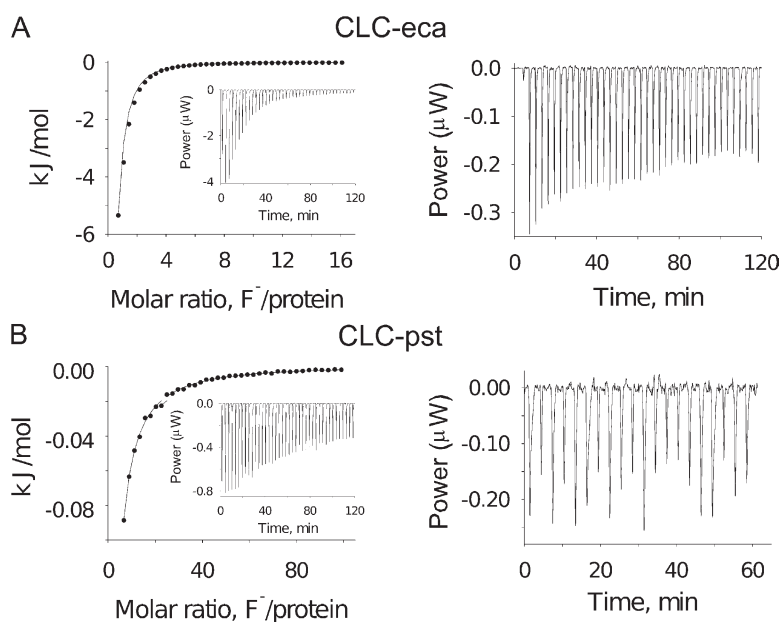 A
CLC-eca
0
-2
-4
-6
kJ/mol
0 4 8 12 16
Molar ratio, F⁻/protein
0
-2
-4
Power (μW)
0 40 80 120
Time, min
0.0
-0.1
-0.2
-0.3
Power (μW)
0 40 80 120
Time, min
B
CLC-pst
0.00
-0.04
-0.08
kJ/mol
0 40 80
Molar ratio, F⁻/protein
0.0
-0.4
-0.8
Power (μW)
0 40 80 120
Time, min
0.00
-0.10
-0.20
Power (μW)
0 20 40 60
Time, min